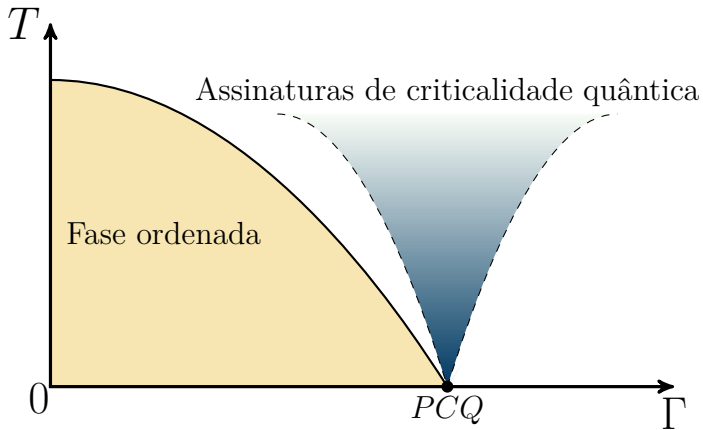 T
Assinaturas de criticalidade quântica
Fase ordenada
0
PCQ
Γ